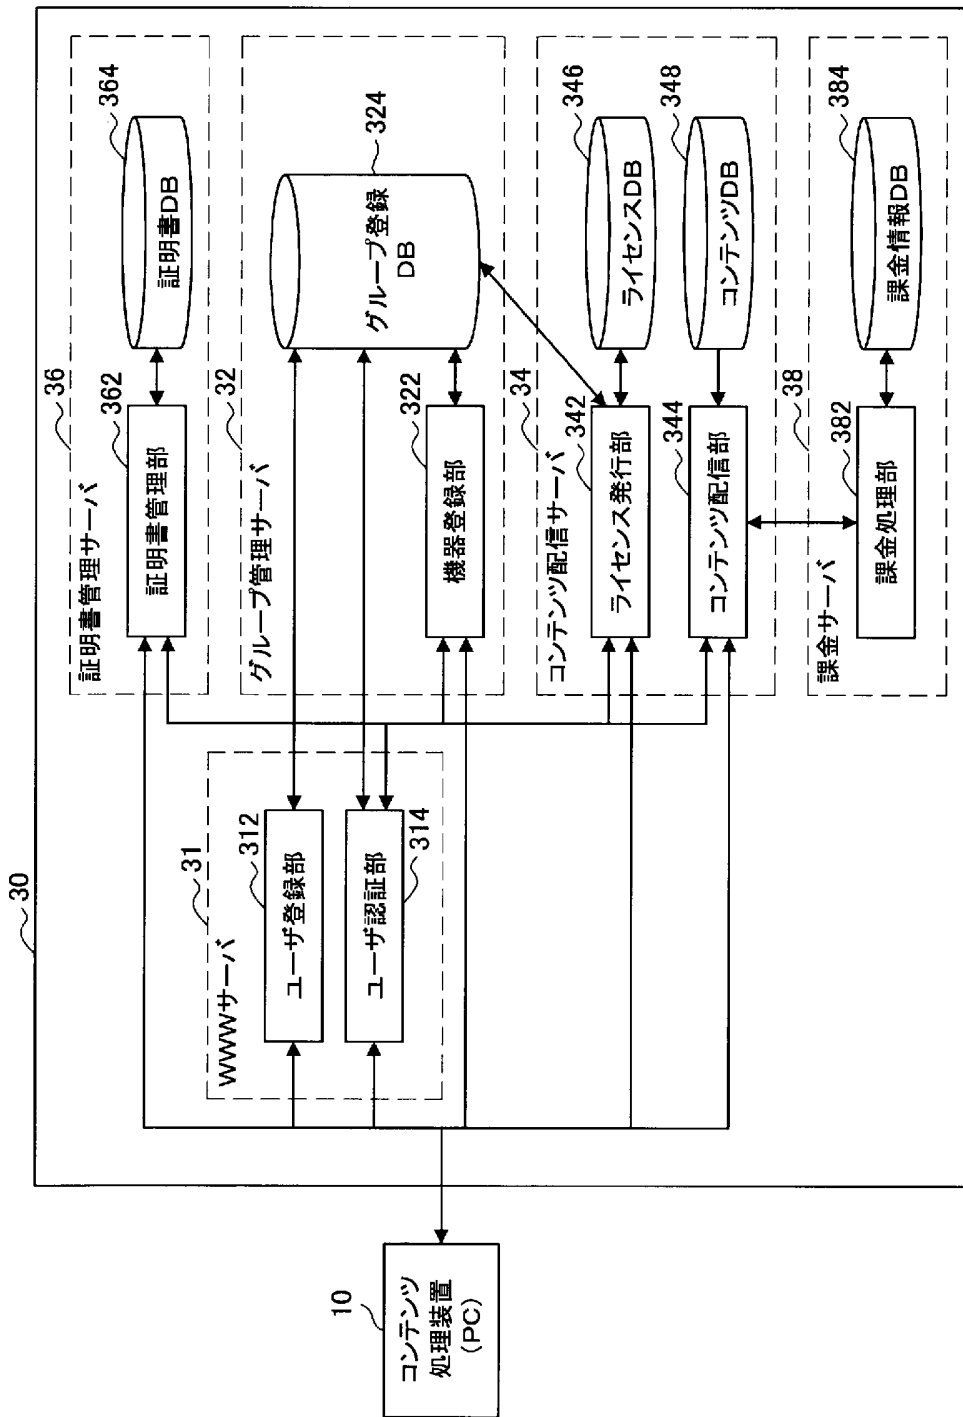 30
36
証明書管理サーバ
362
証明書管理部
364
証明書DB
32
グループ管理サーバ
324
グループ登録
DB
322
機器登録部
31
WWWサーバ
312
ユーザ登録部
314
ユーザ認証部
34
コンテンツ配信サーバ
342
ライセンス発行部
346
ライセンスDB
344
コンテンツ配信部
348
コンテンツDB
38
課金サーバ
382
課金処理部
384
課金情報DB
10
コンテンツ
処理装置
(PC)